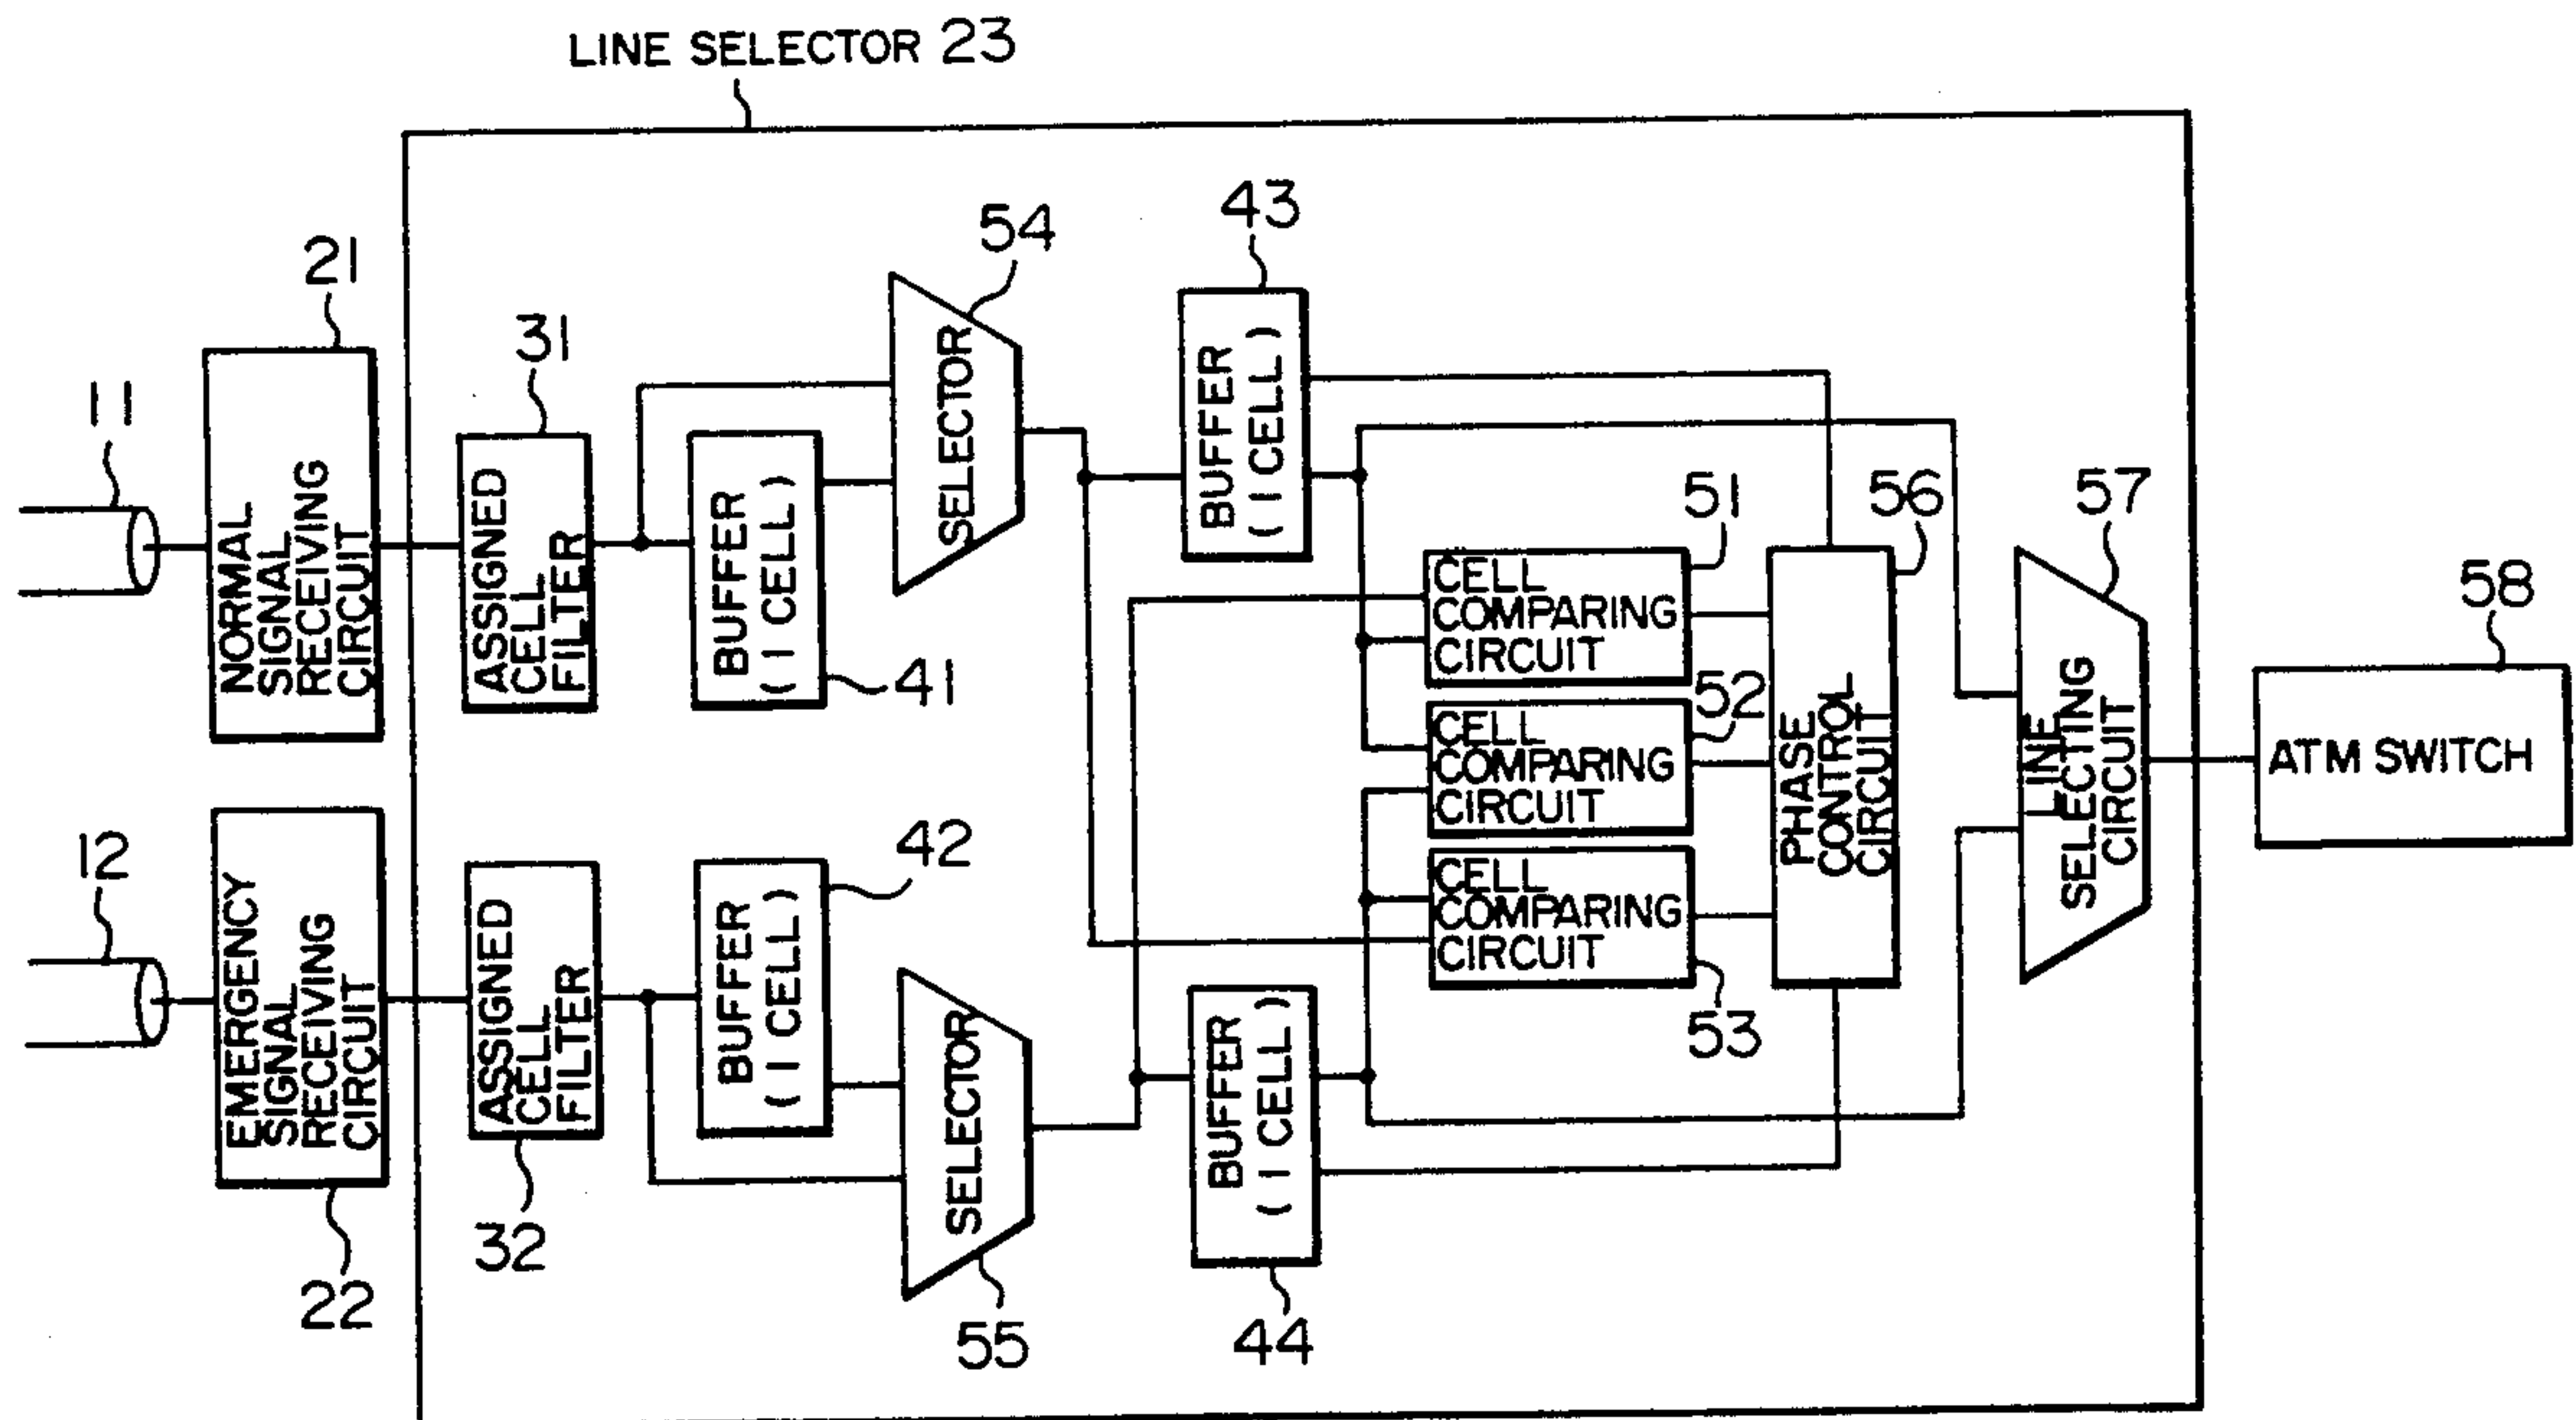 LINE SELECTOR 23
11
21
NORMAL
SIGNAL
RECEIVING
CIRCUIT
31
ASSIGNED
CELL
FILTER
BUFFER
(1 CELL)
41
54
SELECTOR
43
BUFFER
(1 CELL)
51
CELL
COMPARING
CIRCUIT
52
CELL
COMPARING
CIRCUIT
CELL
COMPARING
CIRCUIT
53
56
PHASE
CONTROL
CIRCUIT
57
LINE
SELECTING
CIRCUIT
58
ATM SWITCH
12
EMERGENCY
SIGNAL
RECEIVING
CIRCUIT
22
ASSIGNED
CELL
FILTER
32
42
BUFFER
(1 CELL)
SELECTOR
55
BUFFER
(1 CELL)
44